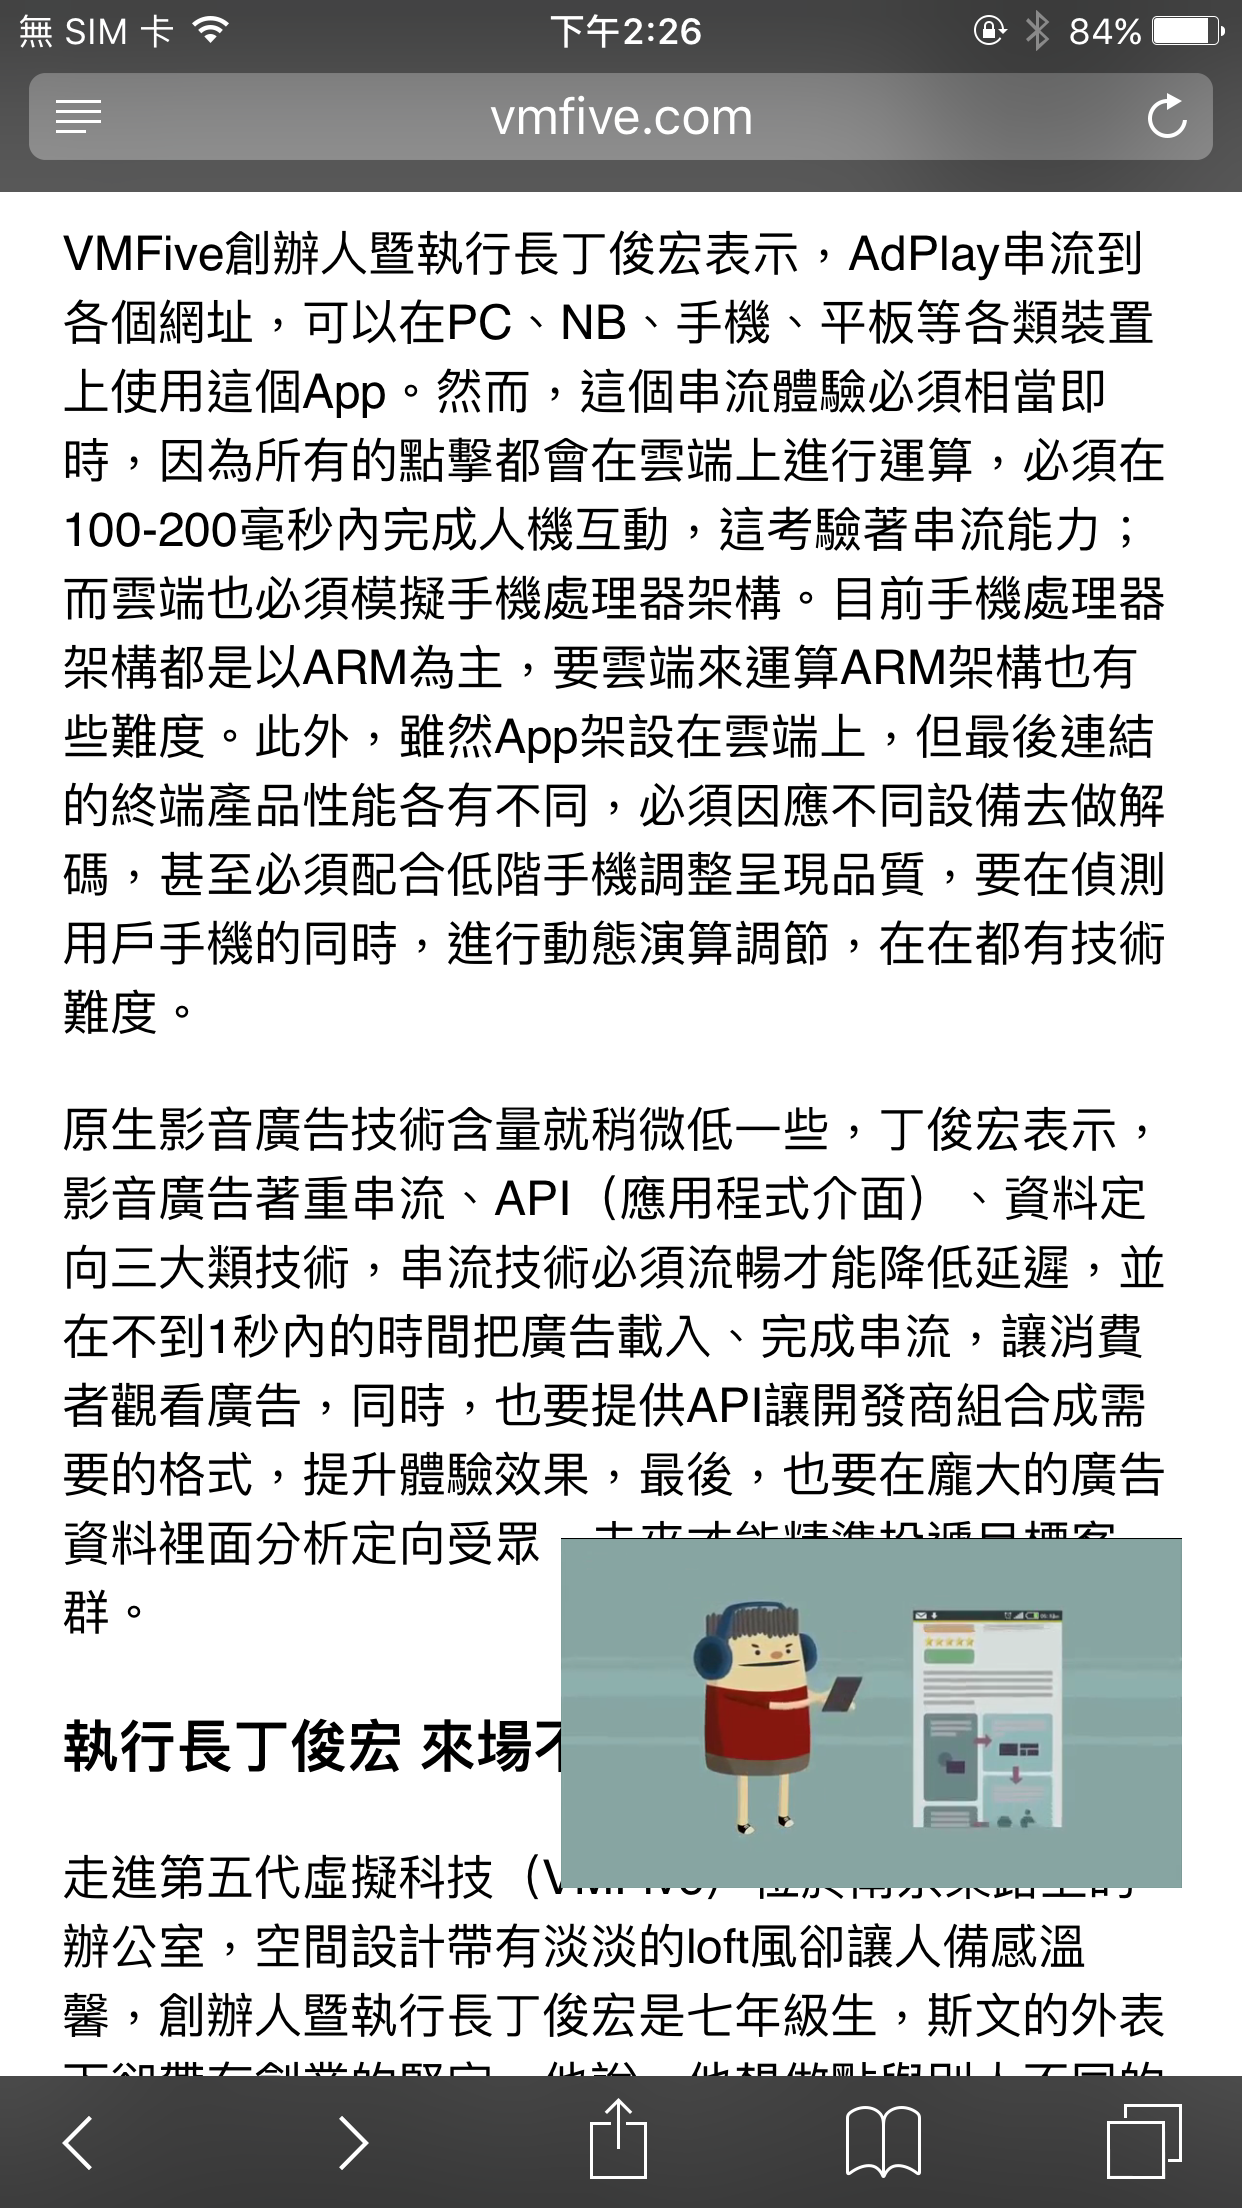 無 SIM 卡 下午2:26 84%
vmfive.com
VMFive創辦人暨執行長丁俊宏表示，AdPlay串流到
各個網址，可以在PC、NB、手機、平板等各類裝置
上使用這個App。然而，這個串流體驗必須相當即
時，因為所有的點擊都會在雲端上進行運算，必須在
100-200毫秒內完成人機互動，這考驗著串流能力；
而雲端也必須模擬手機處理器架構。目前手機處理器
架構都是以ARM為主，要雲端來運算ARM架構也有
些難度。此外，雖然App架設在雲端上，但最後連結
的終端產品性能各有不同，必須因應不同設備去做解
碼，甚至必須配合低階手機調整呈現品質，要在偵測
用戶手機的同時，進行動態演算調節，在在都有技術
難度。
原生影音廣告技術含量就稍微低一些，丁俊宏表示，
影音廣告著重串流、API（應用程式介面）、資料定
向三大類技術，串流技術必須流暢才能降低延遲，並
在不到1秒內的時間把廣告載入、完成串流，讓消費
者觀看廣告，同時，也要提供API讓開發商組合成需
要的格式，提升體驗效果，最後，也要在龐大的廣告
資料裡面分析定向受眾
群。
執行長丁俊宏 來場
走進第五代虛擬科技（
辦公室，空間設計帶有淡淡的loft風卻讓人備感溫
馨，創辦人暨執行長丁俊宏是七年級生，斯文的外表